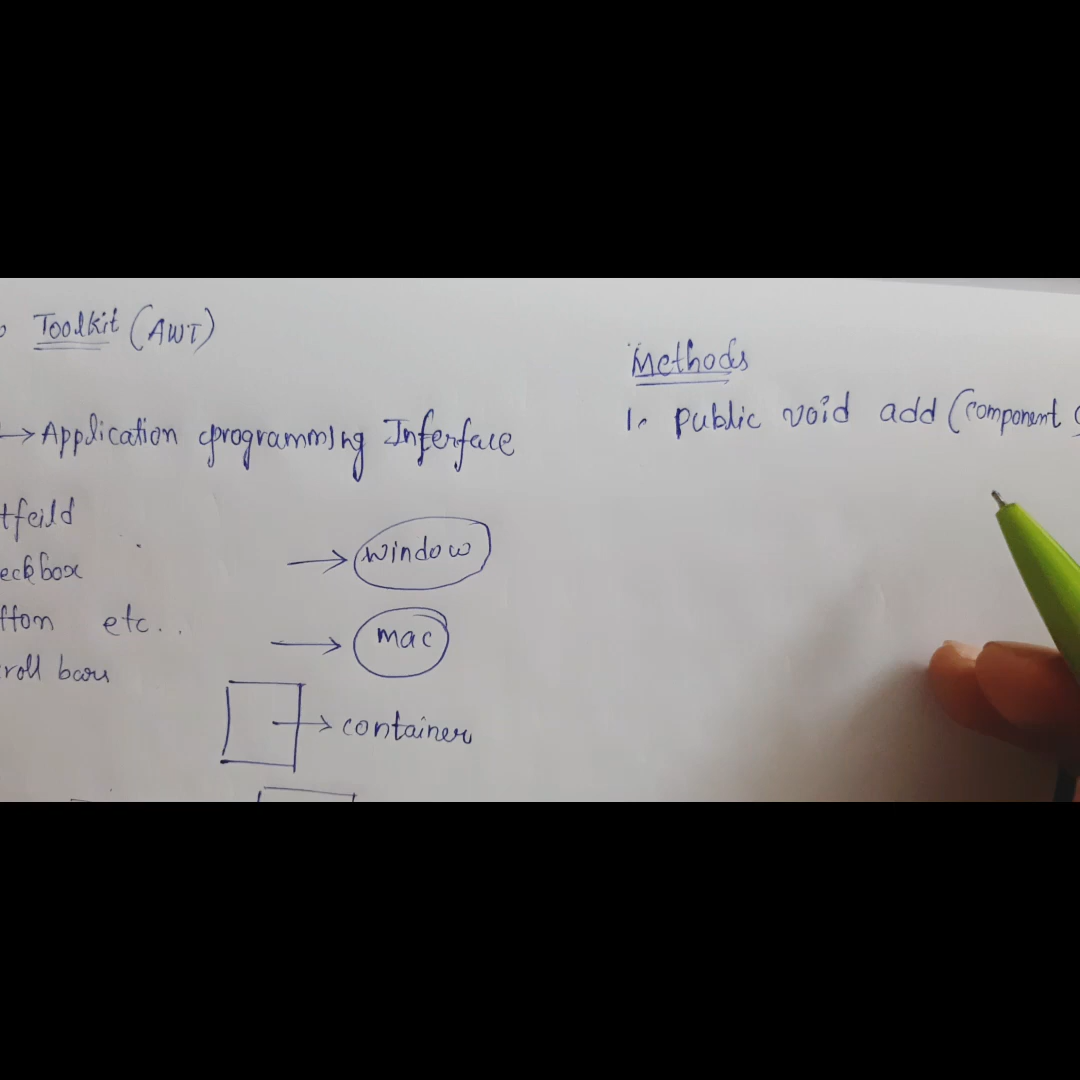 Toolkit (AWT)
Application programming Inferface
tfeild
eckbox
tton etc..
roll bars
window
mac
container
Methods
1. public void add (component